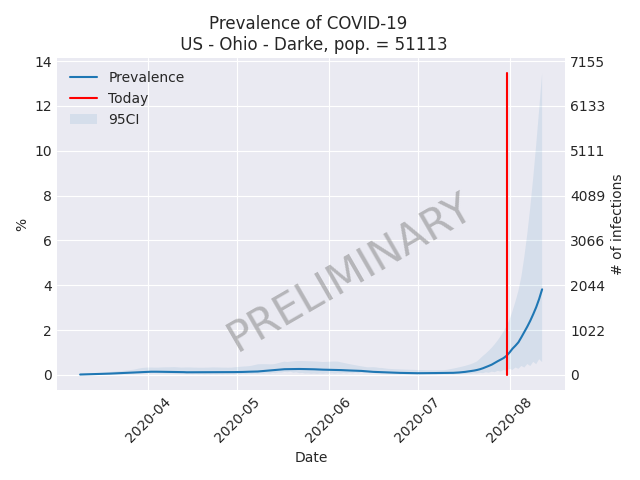 Prevalence of COVID-19
US - Ohio - Darke, pop. = 51113
Prevalence
Today
95CI
PRELIMINARY
%
14
12
10
8
6
4
2
0
7155
6133
5111
4089
3066
2044
1022
0
# of infections
2020-04
2020-05
2020-06
2020-07
2020-08
Date